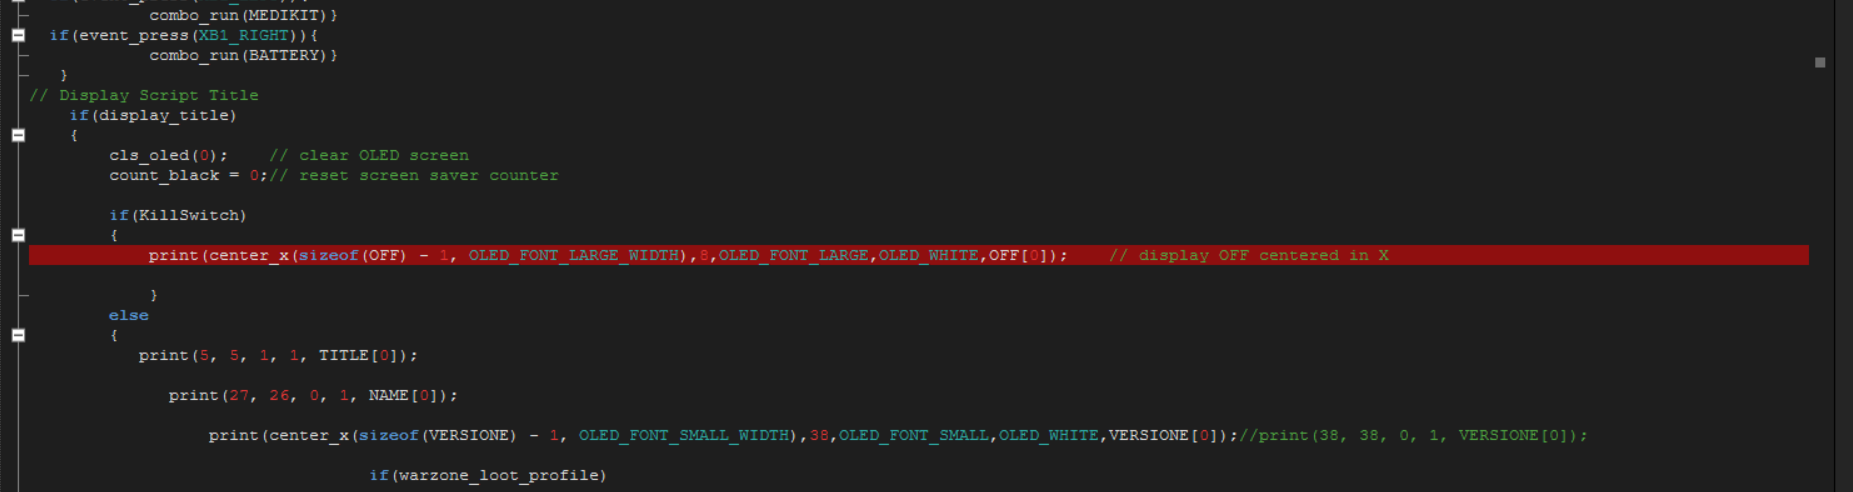 combo_run(MEDIKIT)}
if(event_press(XB1_RIGHT)){
combo_run(BATTERY)}
}
// Display Script Title
if(display_title)
{
cls_oled(0);    // clear OLED screen
count_black = 0;// reset screen saver counter
if(KillSwitch)
{
print(center_x(sizeof(OFF) - 1, OLED_FONT_LARGE_WIDTH),8,OLED_FONT_LARGE,OLED_WHITE,OFF[0]);    // display OFF centered in X
}
else
{
print(5, 5, 1, 1, TITLE[0]);
print(27, 26, 0, 1, NAME[0]);
print(center_x(sizeof(VERSIONE) - 1, OLED_FONT_SMALL_WIDTH),38,OLED_FONT_SMALL,OLED_WHITE,VERSIONE[0]);//print(38, 38, 0, 1, VERSIONE[0]);
if(warzone_loot_profile)